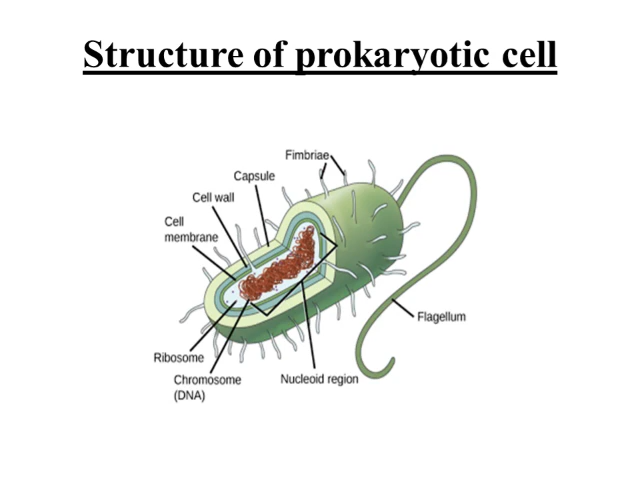 Structure of prokaryotic cell
Fimbriae
Capsule
Cell wall
Cell
membrane
Flagellum
Ribosome
Chromosome
(DNA)
Nucleoid region